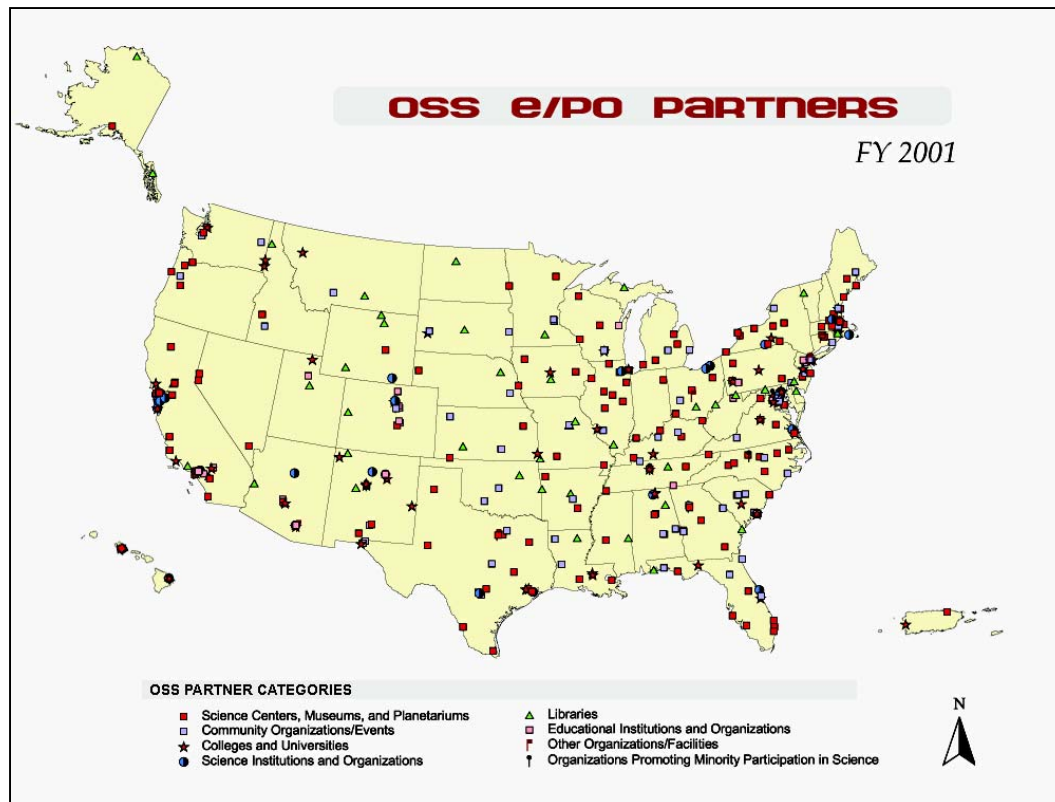 OSS E/PO PARTNERS
FY 2001
OSS PARTNER CATEGORIES
Science Centers, Museums, and Planetariums
Community Organizations/Events
Colleges and Universities
Science Institutions and Organizations
Libraries
Educational Institutions and Organizations
Other Organizations/Facilities
Organizations Promoting Minority Participation in Science
N